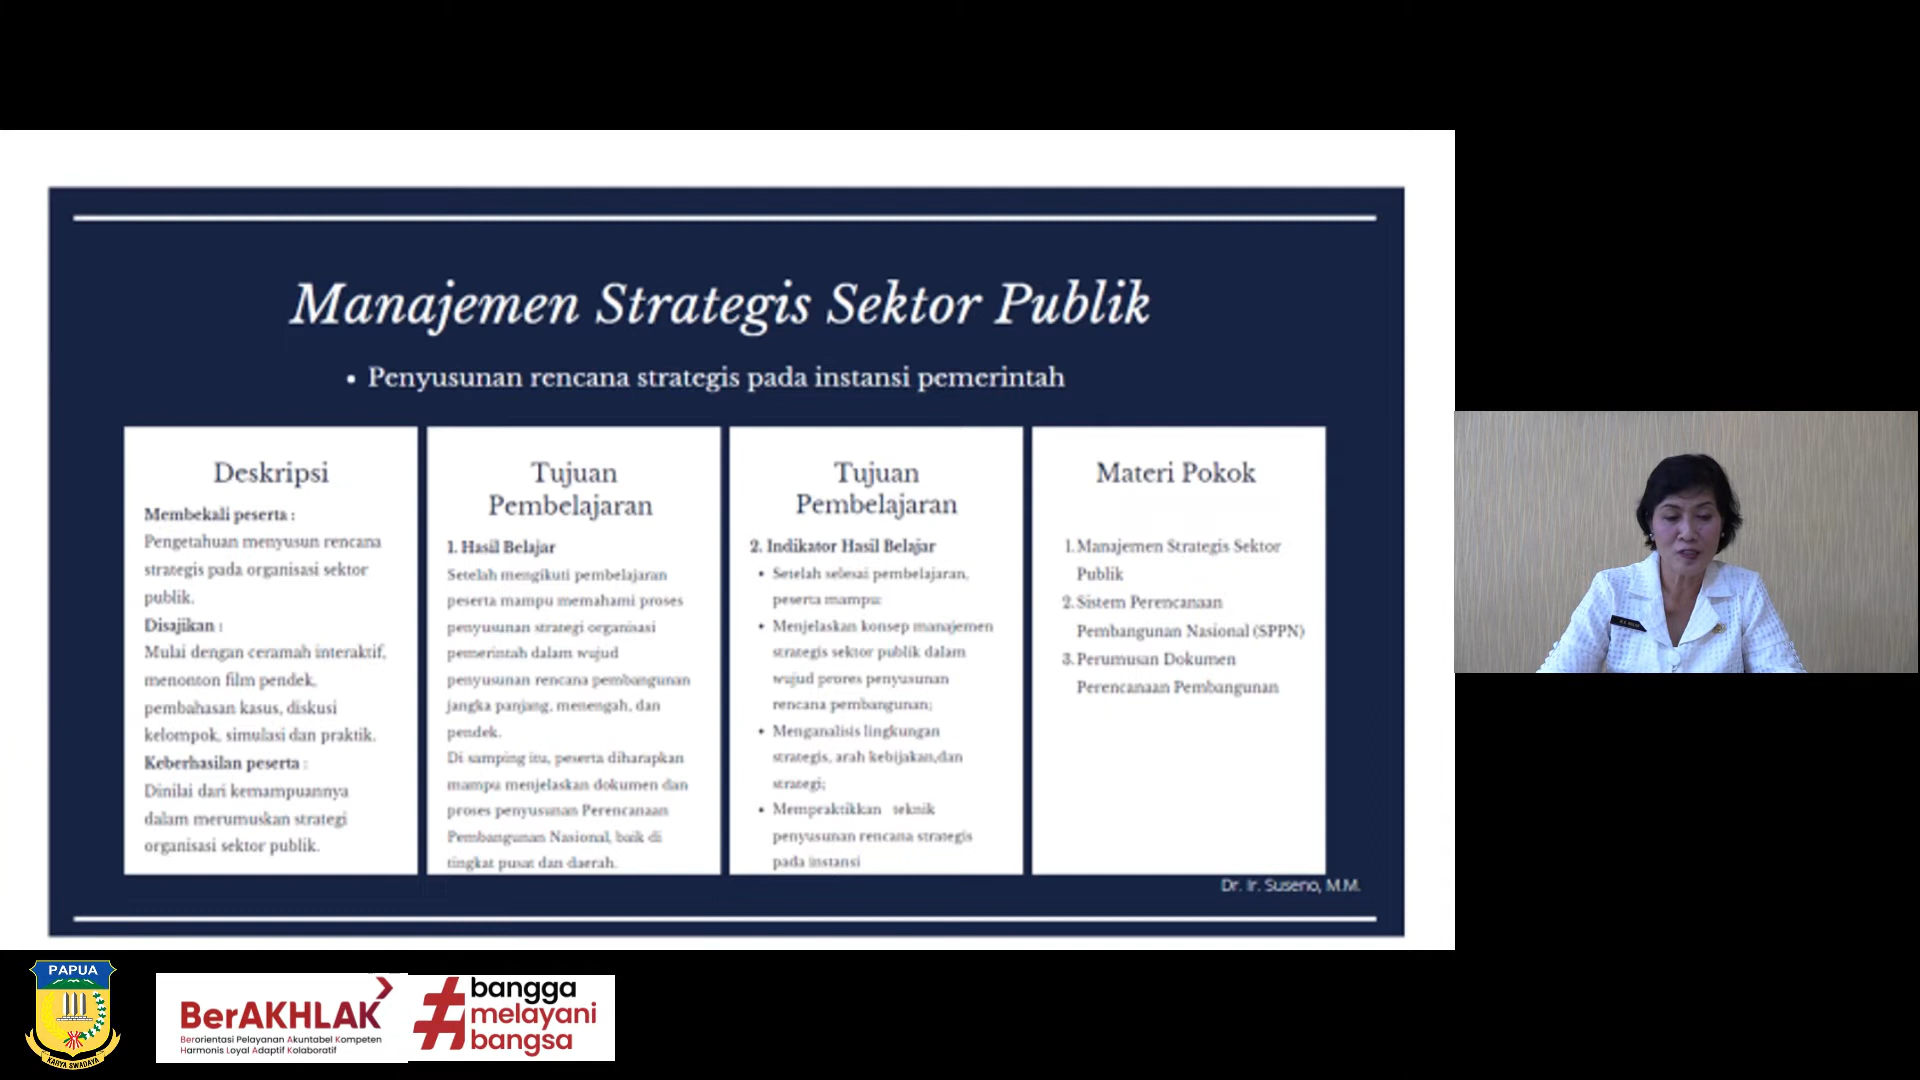 Manajemen Strategis Sektor Publik
• Penyusunan rencana strategis pada instansi pemerintah
Deskripsi
Membekali peserta :
Pengetahuan menyusun rencana
strategis pada organisasi sektor
publik.
Disajikan :
Mulai dengan ceramah interaktif,
menonton film pendek,
pembahasan kasus, diskusi
kelompok, simulasi dan praktik.
Keberhasilan peserta :
Dinilai dari kemampuannya
dalam merumuskan strategi
organisasi sektor publik.
Tujuan
Pembelajaran
1. Hasil Belajar
Setelah mengikuti pembelajaran
peserta mampu memahami proses
penyusunan strategi organisasi
pemerintah dalam wujud
penyusunan rencana pembangunan
jangka panjang, menengah, dan
pendek.
Di samping itu, peserta diharapkan
mampu menjelaskan dokumen dan
proses penyusunan Perencanaan
Pembangunan Nasional, baik di
tingkat pusat dan daerah.
Tujuan
Pembelajaran
2. Indikator Hasil Belajar
• Setelah selesai pembelajaran,
peserta mampu:
• Menjelaskan konsep manajemen
strategis sektor publik dalam
wujud proses penyusunan
rencana pembangunan;
• Menganalisis lingkungan
strategis, arah kebijakan,dan
strategi;
• Mempraktikkan teknik
penyusunan rencana strategis
pada instansi
Materi Pokok
1. Manajemen Strategis Sektor
Publik
2. Sistem Perencanaan
Pembangunan Nasional (SPPN)
3. Perumusan Dokumen
Perencanaan Pembangunan
Dr. Ir. Suseno, M.M.
PAPUA
KARYA SWADAYA
BerAKHLAK
Berorientasi Pelayanan Akuntabel Kompeten
Harmonis Loyal Adaptif Kolaboratif
# bangga
melayani
bangsa